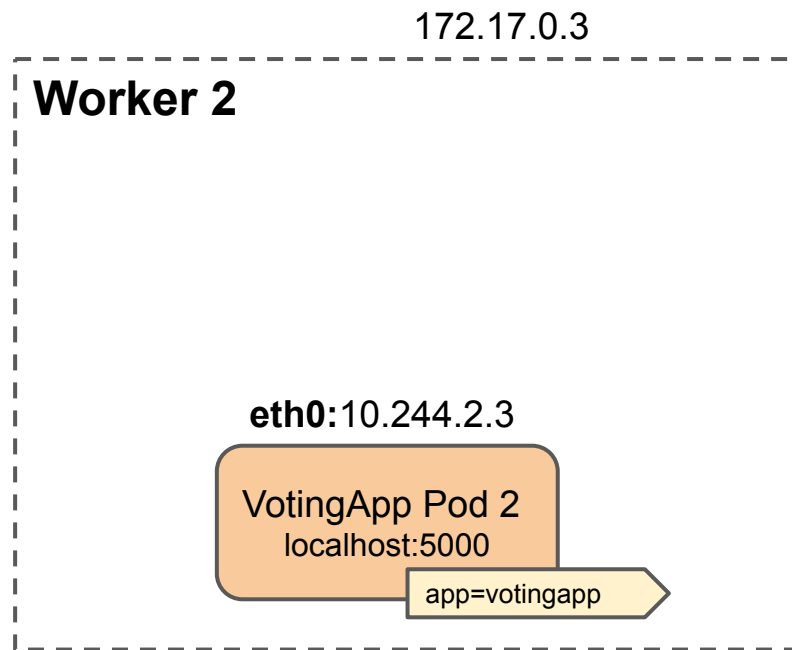 172.17.0.3
Worker 2
eth0:10.244.2.3
VotingApp Pod 2
localhost:5000
app=votingapp